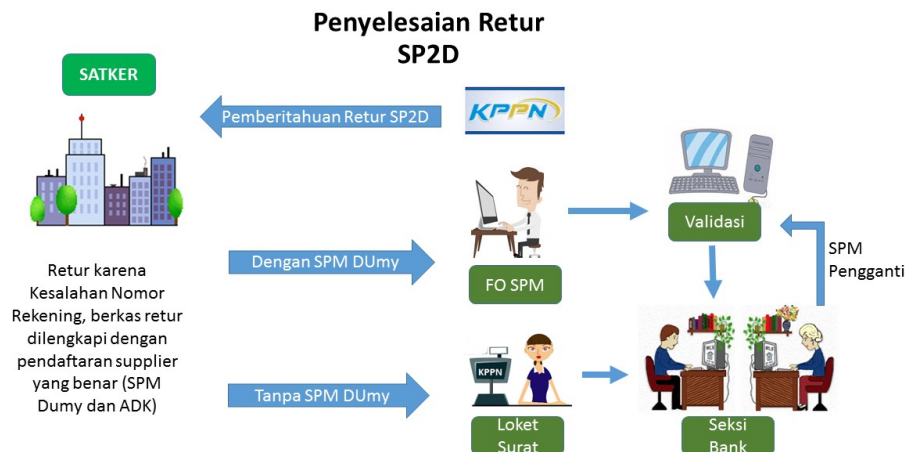 Penyelesaian Retur
SP2D
SATKER
KPPN
Pemberitahuan Retur SP2D
Validasi
SPM
Pengganti
Dengan SPM DUmy
FO SPM
Retur karena
Kesalahan Nomor
Rekening, berkas retur
dilengkapi dengan
pendaftaran supplier
yang benar (SPM
Dumy dan ADK)
KPPN
Tanpa SPM DUmy
Loket
Surat
Seksi
Bank